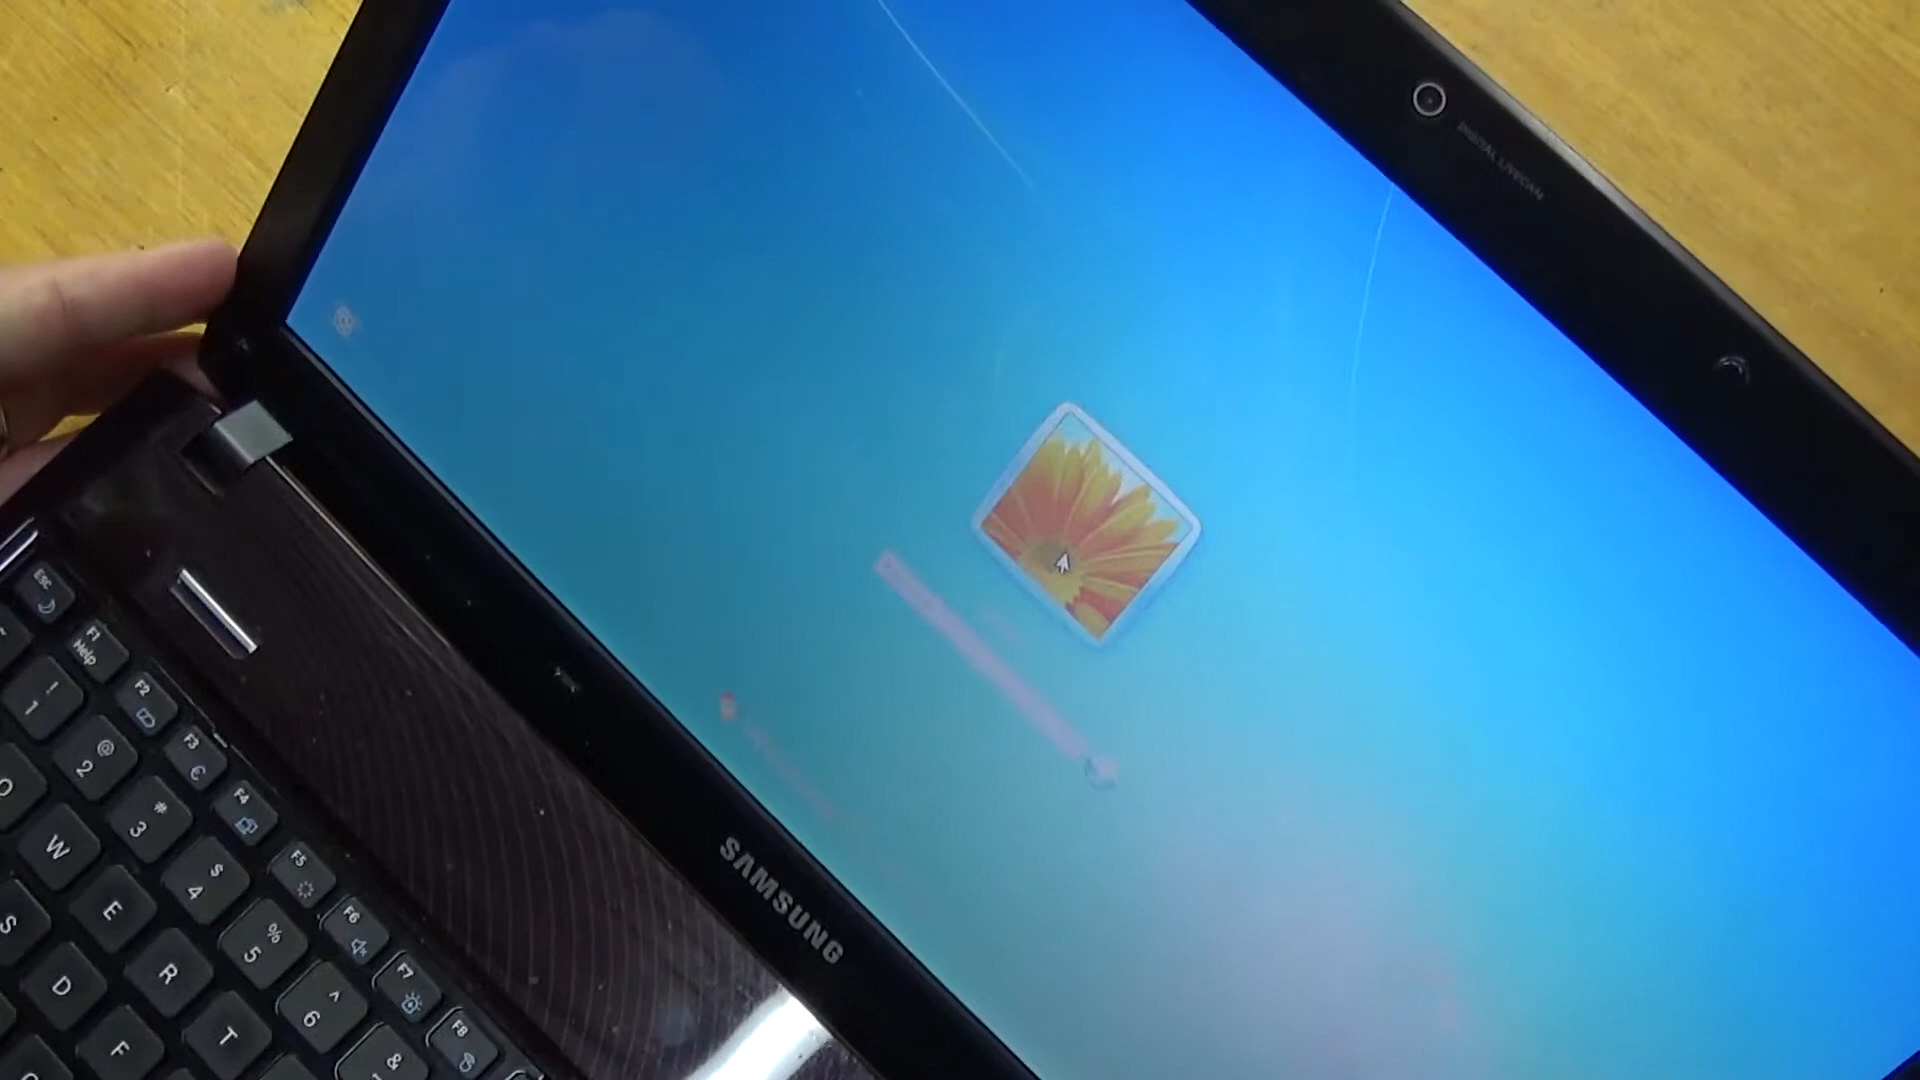 DIGITAL LIVECAM
SAMSUNG
ESC
F1
Help
F2
F3
€
F4
F5
F6
F7
F8
~
!
1
@
2
#
3
$
4
%
5
^
6
&
Q
W
E
R
T
S
D
F